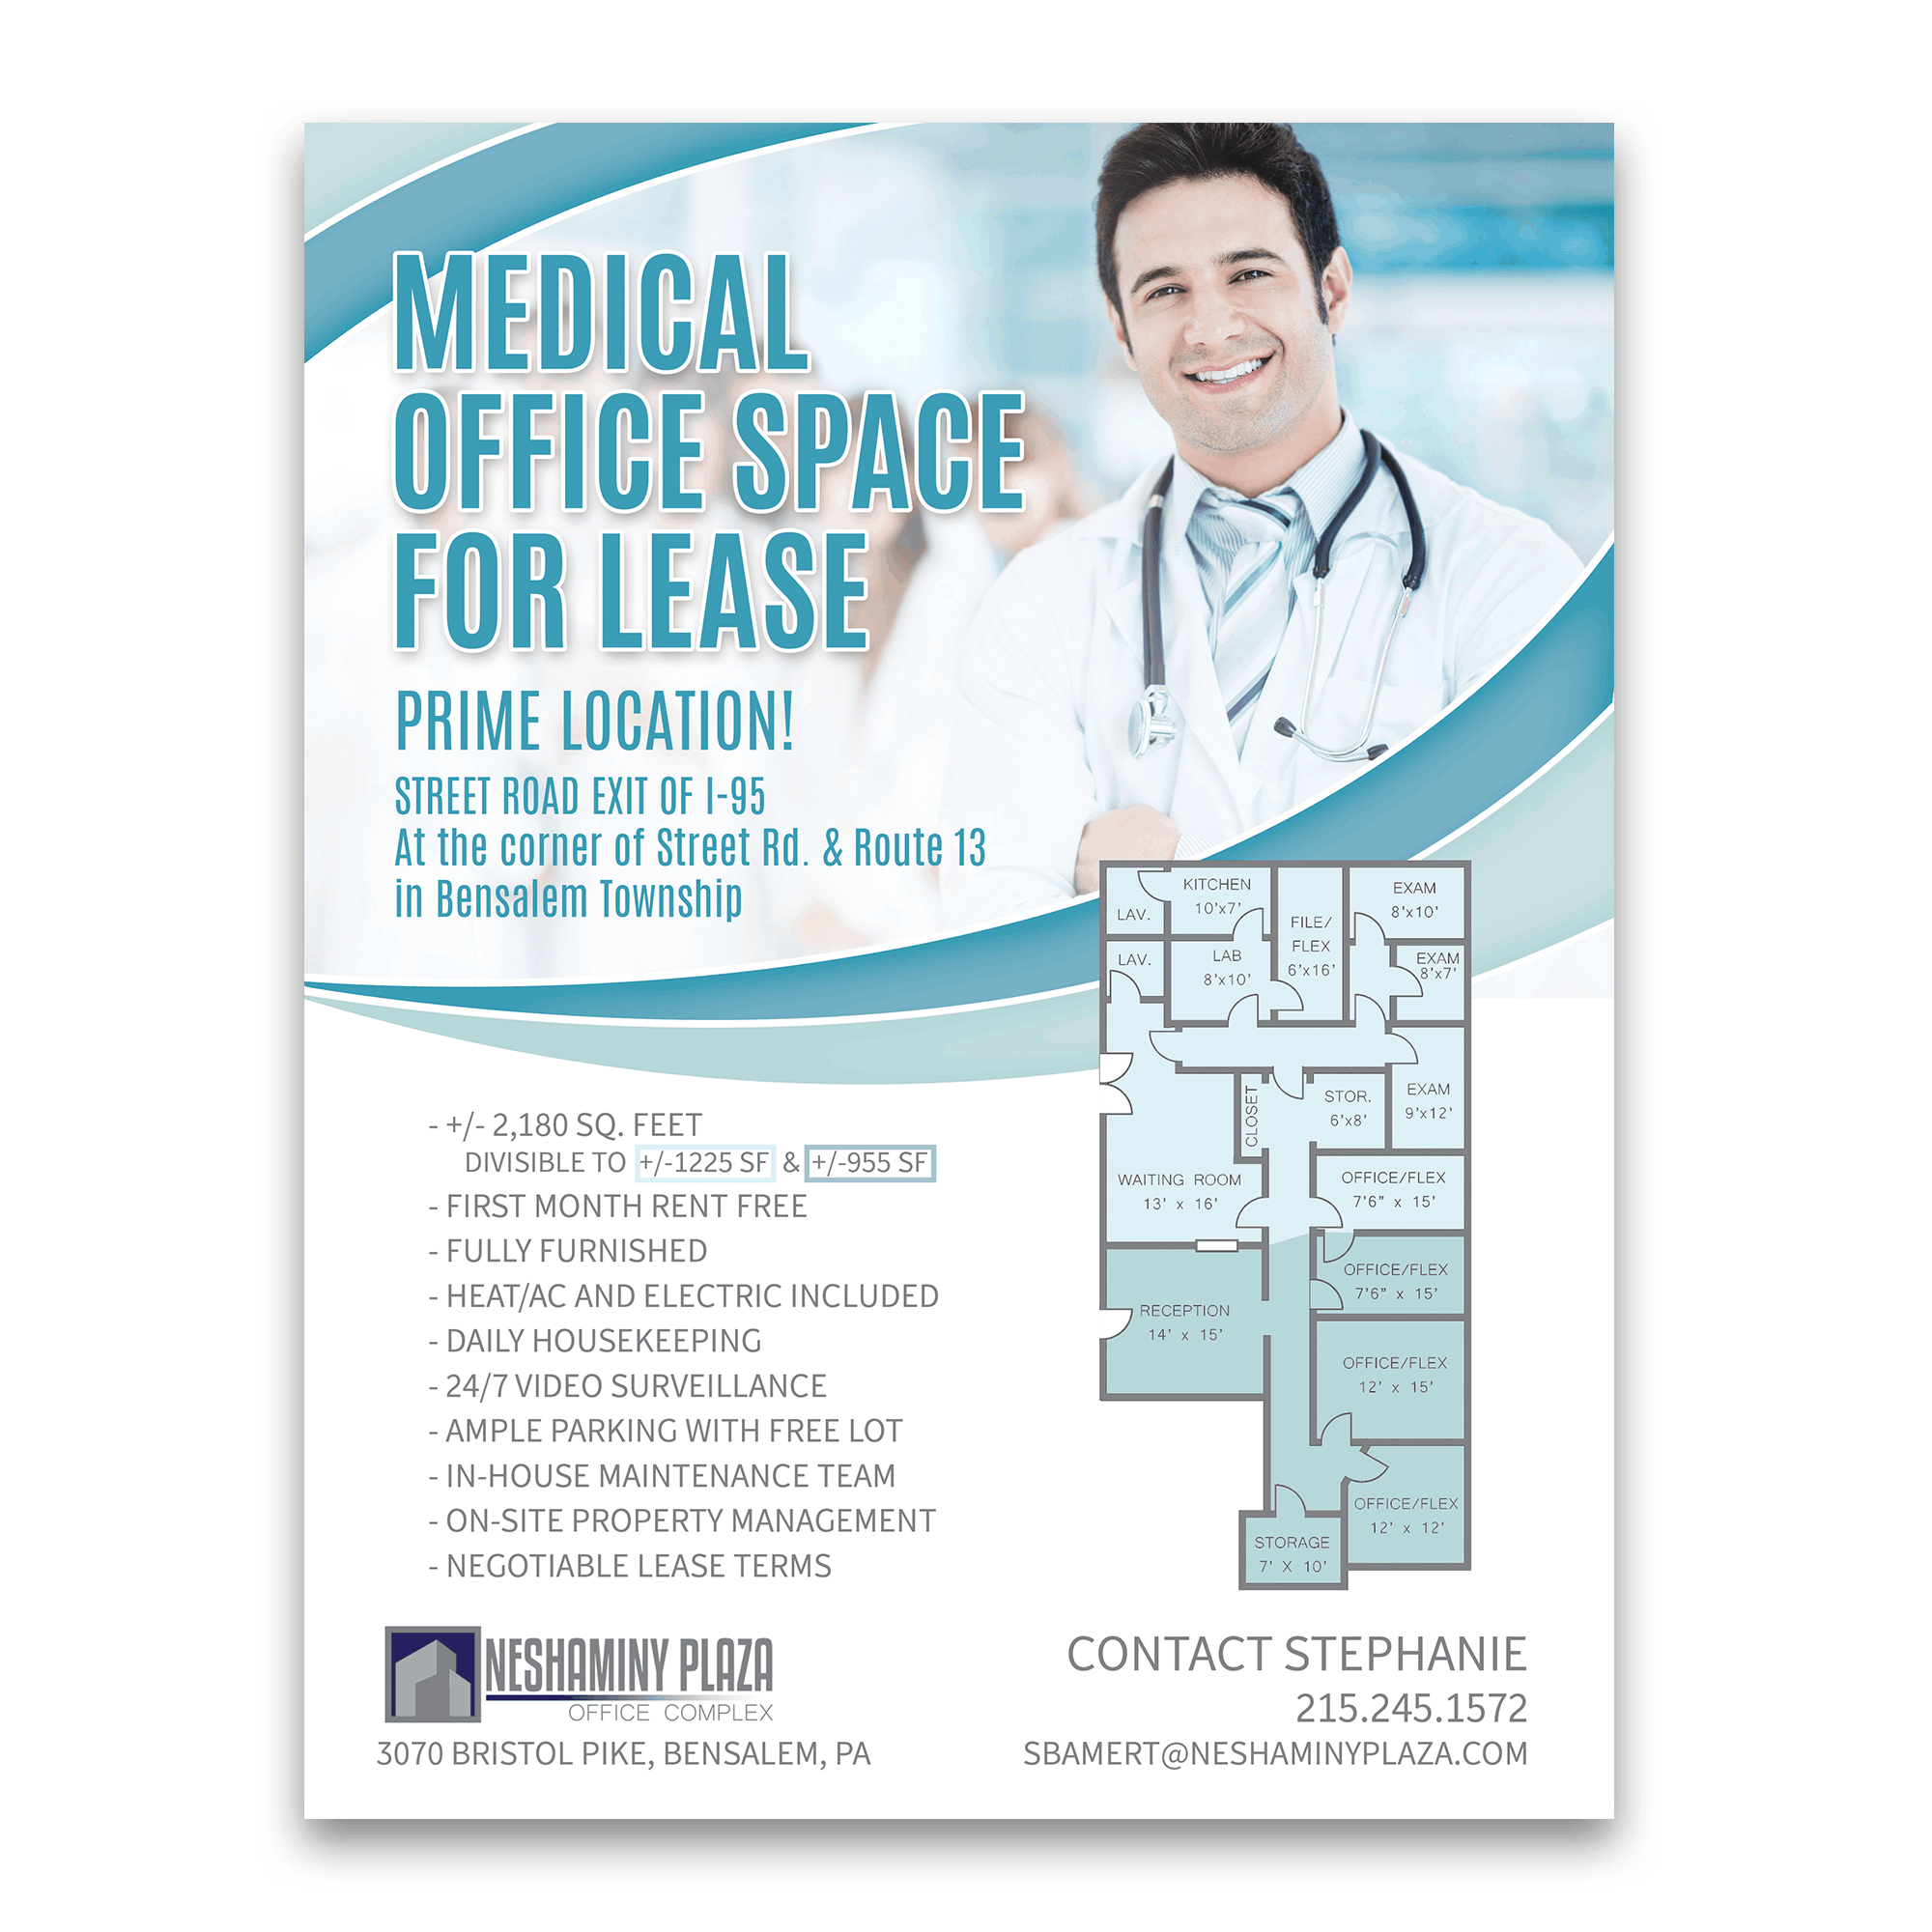 MEDICAL
OFFICE SPACE
FOR LEASE
PRIME LOCATION!
STREET ROAD EXIT OF I-95
At the corner of Street Rd. & Route 13
in Bensalem Township
- +/- 2,180 SQ. FEET
DIVISIBLE TO +/-1225 SF & +/-955 SF
- FIRST MONTH RENT FREE
- FULLY FURNISHED
- HEAT/AC AND ELECTRIC INCLUDED
- DAILY HOUSEKEEPING
- 24/7 VIDEO SURVEILLANCE
- AMPLE PARKING WITH FREE LOT
- IN-HOUSE MAINTENANCE TEAM
- ON-SITE PROPERTY MANAGEMENT
- NEGOTIABLE LEASE TERMS
LAV.
KITCHEN
10'x7'
FILE/
FLEX
6'x16'
EXAM
8'x10'
LAV.
LAB
8'x10'
EXAM
8'x7'
CLOSET
STOR.
6'x8'
EXAM
9'x12'
WAITING ROOM
13' x 16'
OFFICE/FLEX
7'6" x 15'
OFFICE/FLEX
7'6" x 15'
RECEPTION
14' x 15'
OFFICE/FLEX
12' x 15'
OFFICE/FLEX
12' x 12'
STORAGE
7' X 10'
NESHAMINY PLAZA
OFFICE COMPLEX
3070 BRISTOL PIKE, BENSALEM, PA
CONTACT STEPHANIE
215.245.1572
SBAMERT@NESHAMINYPLAZA.COM